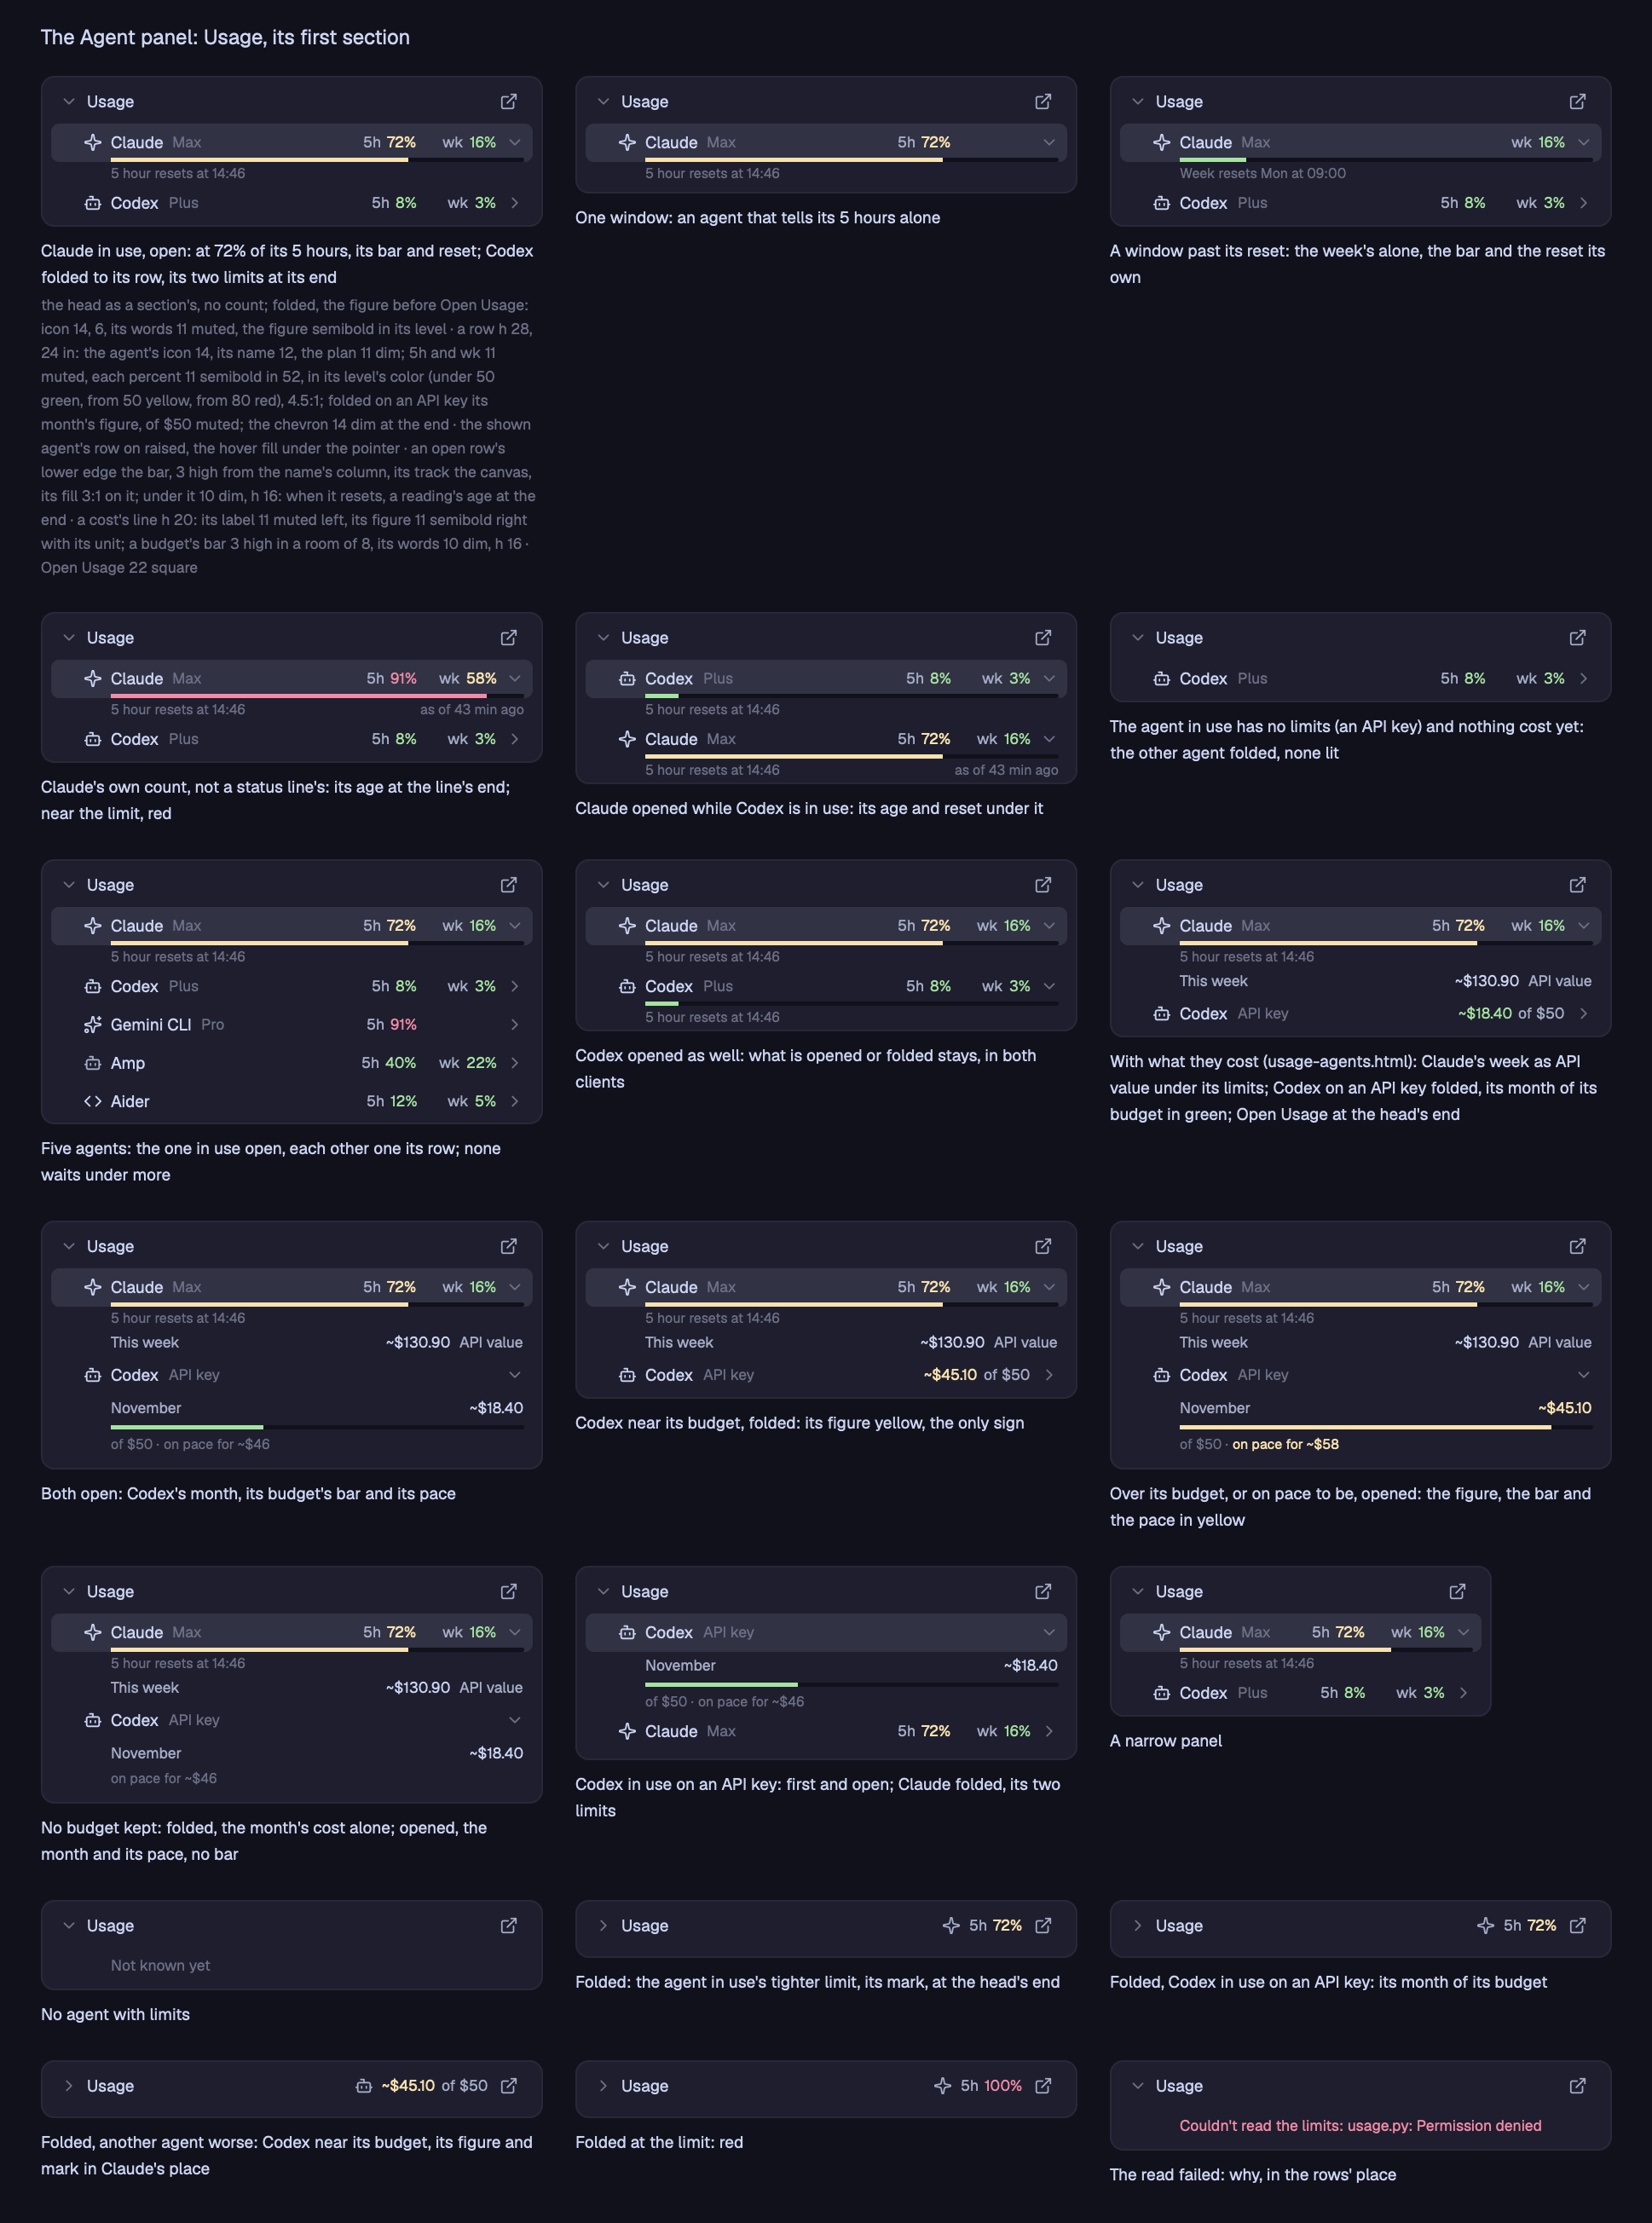 The Agent panel: Usage, its first section
Usage
Claude Max 5h 72% wk 16%
5 hour resets at 14:46
Codex Plus 5h 8% wk 3%
Claude in use, open: at 72% of its 5 hours, its bar and reset; Codex
folded to its row, its two limits at its end
the head as a section's, no count; folded, the figure before Open Usage:
icon 14, 6, its words 11 muted, the figure semibold in its level · a row h 28,
24 in: the agent's icon 14, its name 12, the plan 11 dim; 5h and wk 11
muted, each percent 11 semibold in 52, in its level's color (under 50
green, from 50 yellow, from 80 red), 4.5:1; folded on an API key its
month's figure, of $50 muted; the chevron 14 dim at the end · the shown
agent's row on raised, the hover fill under the pointer · an open row's
lower edge the bar, 3 high from the name's column, its track the canvas,
its fill 3:1 on it; under it 10 dim, h 16: when it resets, a reading's age at the
end · a cost's line h 20: its label 11 muted left, its figure 11 semibold right
with its unit; a budget's bar 3 high in a room of 8, its words 10 dim, h 16 ·
Open Usage 22 square
Usage
Claude Max 5h 72%
5 hour resets at 14:46
One window: an agent that tells its 5 hours alone
Usage
Claude Max wk 16%
Week resets Mon at 09:00
Codex Plus 5h 8% wk 3%
A window past its reset: the week's alone, the bar and the reset its
own
Usage
Claude Max 5h 91% wk 58%
5 hour resets at 14:46 as of 43 min ago
Codex Plus 5h 8% wk 3%
Claude's own count, not a status line's: its age at the line's end;
near the limit, red
Usage
Codex Plus 5h 8% wk 3%
5 hour resets at 14:46
Claude Max 5h 72% wk 16%
5 hour resets at 14:46 as of 43 min ago
Claude opened while Codex is in use: its age and reset under it
Usage
Codex Plus 5h 8% wk 3%
The agent in use has no limits (an API key) and nothing cost yet:
the other agent folded, none lit
Usage
Claude Max 5h 72% wk 16%
5 hour resets at 14:46
Codex Plus 5h 8% wk 3%
Gemini CLI Pro 5h 91%
Amp 5h 40% wk 22%
Aider 5h 12% wk 5%
Five agents: the one in use open, each other one its row; none
waits under more
Usage
Claude Max 5h 72% wk 16%
5 hour resets at 14:46
Codex Plus 5h 8% wk 3%
5 hour resets at 14:46
Codex opened as well: what is opened or folded stays, in both
clients
Usage
Claude Max 5h 72% wk 16%
5 hour resets at 14:46
This week ~$130.90 API value
Codex API key ~$18.40 of $50
With what they cost (usage-agents.html): Claude's week as API
value under its limits; Codex on an API key folded, its month of its
budget in green; Open Usage at the head's end
Usage
Claude Max 5h 72% wk 16%
5 hour resets at 14:46
This week ~$130.90 API value
Codex API key
November ~$18.40
of $50 · on pace for ~$46
Both open: Codex's month, its budget's bar and its pace
Usage
Claude Max 5h 72% wk 16%
5 hour resets at 14:46
This week ~$130.90 API value
Codex API key ~$45.10 of $50
Codex near its budget, folded: its figure yellow, the only sign
Usage
Claude Max 5h 72% wk 16%
5 hour resets at 14:46
This week ~$130.90 API value
Codex API key
November ~$45.10
of $50 · on pace for ~$58
Over its budget, or on pace to be, opened: the figure, the bar and
the pace in yellow
Usage
Claude Max 5h 72% wk 16%
5 hour resets at 14:46
This week ~$130.90 API value
Codex API key
November ~$18.40
on pace for ~$46
No budget kept: folded, the month's cost alone; opened, the
month and its pace, no bar
Usage
Codex API key
November ~$18.40
of $50 · on pace for ~$46
Claude Max 5h 72% wk 16%
Codex in use on an API key: first and open; Claude folded, its two
limits
Usage
Claude Max 5h 72% wk 16%
5 hour resets at 14:46
Codex Plus 5h 8% wk 3%
A narrow panel
Usage
Not known yet
No agent with limits
Usage 5h 72%
Folded: the agent in use's tighter limit, its mark, at the head's end
Usage 5h 72%
Folded, Codex in use on an API key: its month of its budget
Usage ~$45.10 of $50
Folded, another agent worse: Codex near its budget, its figure and
mark in Claude's place
Usage 5h 100%
Folded at the limit: red
Usage
Couldn't read the limits: usage.py: Permission denied
The read failed: why, in the rows' place